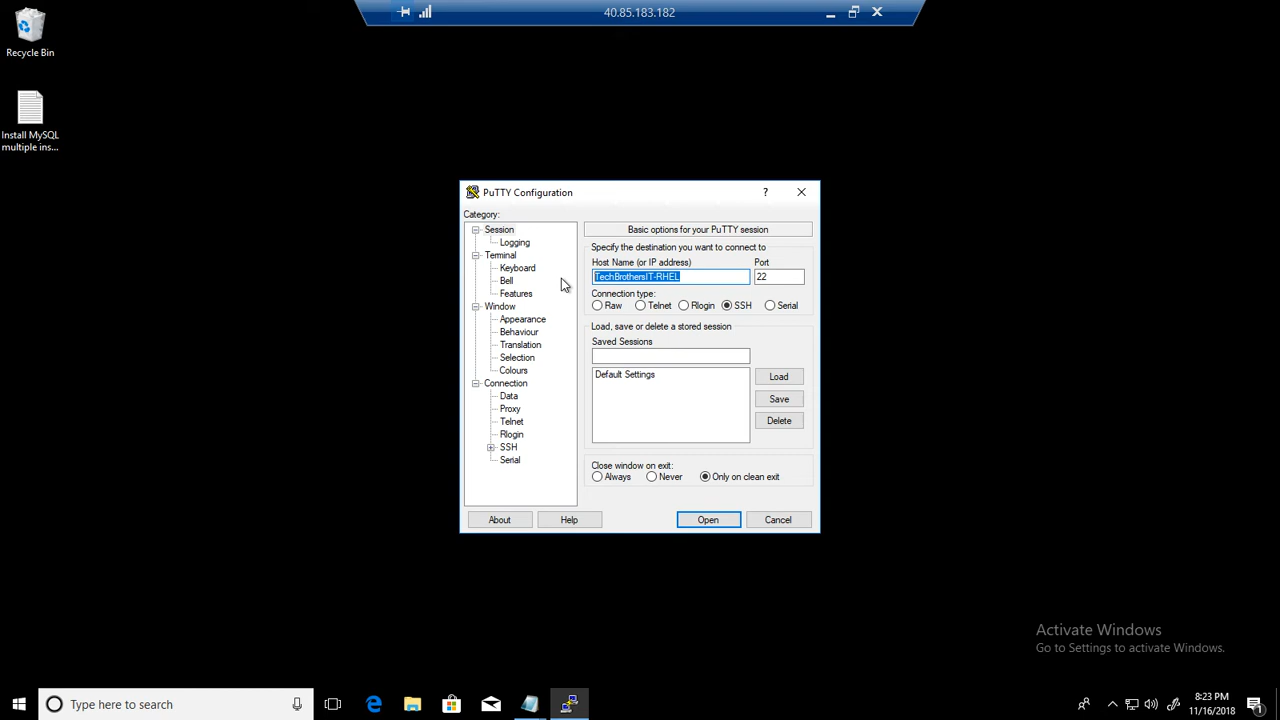 40.85.183.182
Recycle Bin
Install MySQL
multiple ins...
PuTTY Configuration
?
Category:
Session
Logging
Terminal
Keyboard
Bell
Features
Window
Appearance
Behaviour
Translation
Selection
Colours
Connection
Data
Proxy
Telnet
Rlogin
SSH
Serial
Basic options for your PuTTY session
Specify the destination you want to connect to
Host Name (or IP address) Port
TechBrothersIT-RHEL 22
Connection type:
Raw Telnet Rlogin SSH Serial
Load, save or delete a stored session
Saved Sessions
Default Settings
Load
Save
Delete
Close window on exit:
Always Never Only on clean exit
About Help Open Cancel
Activate Windows
Go to Settings to activate Windows.
Type here to search
8:23 PM
11/16/2018
1